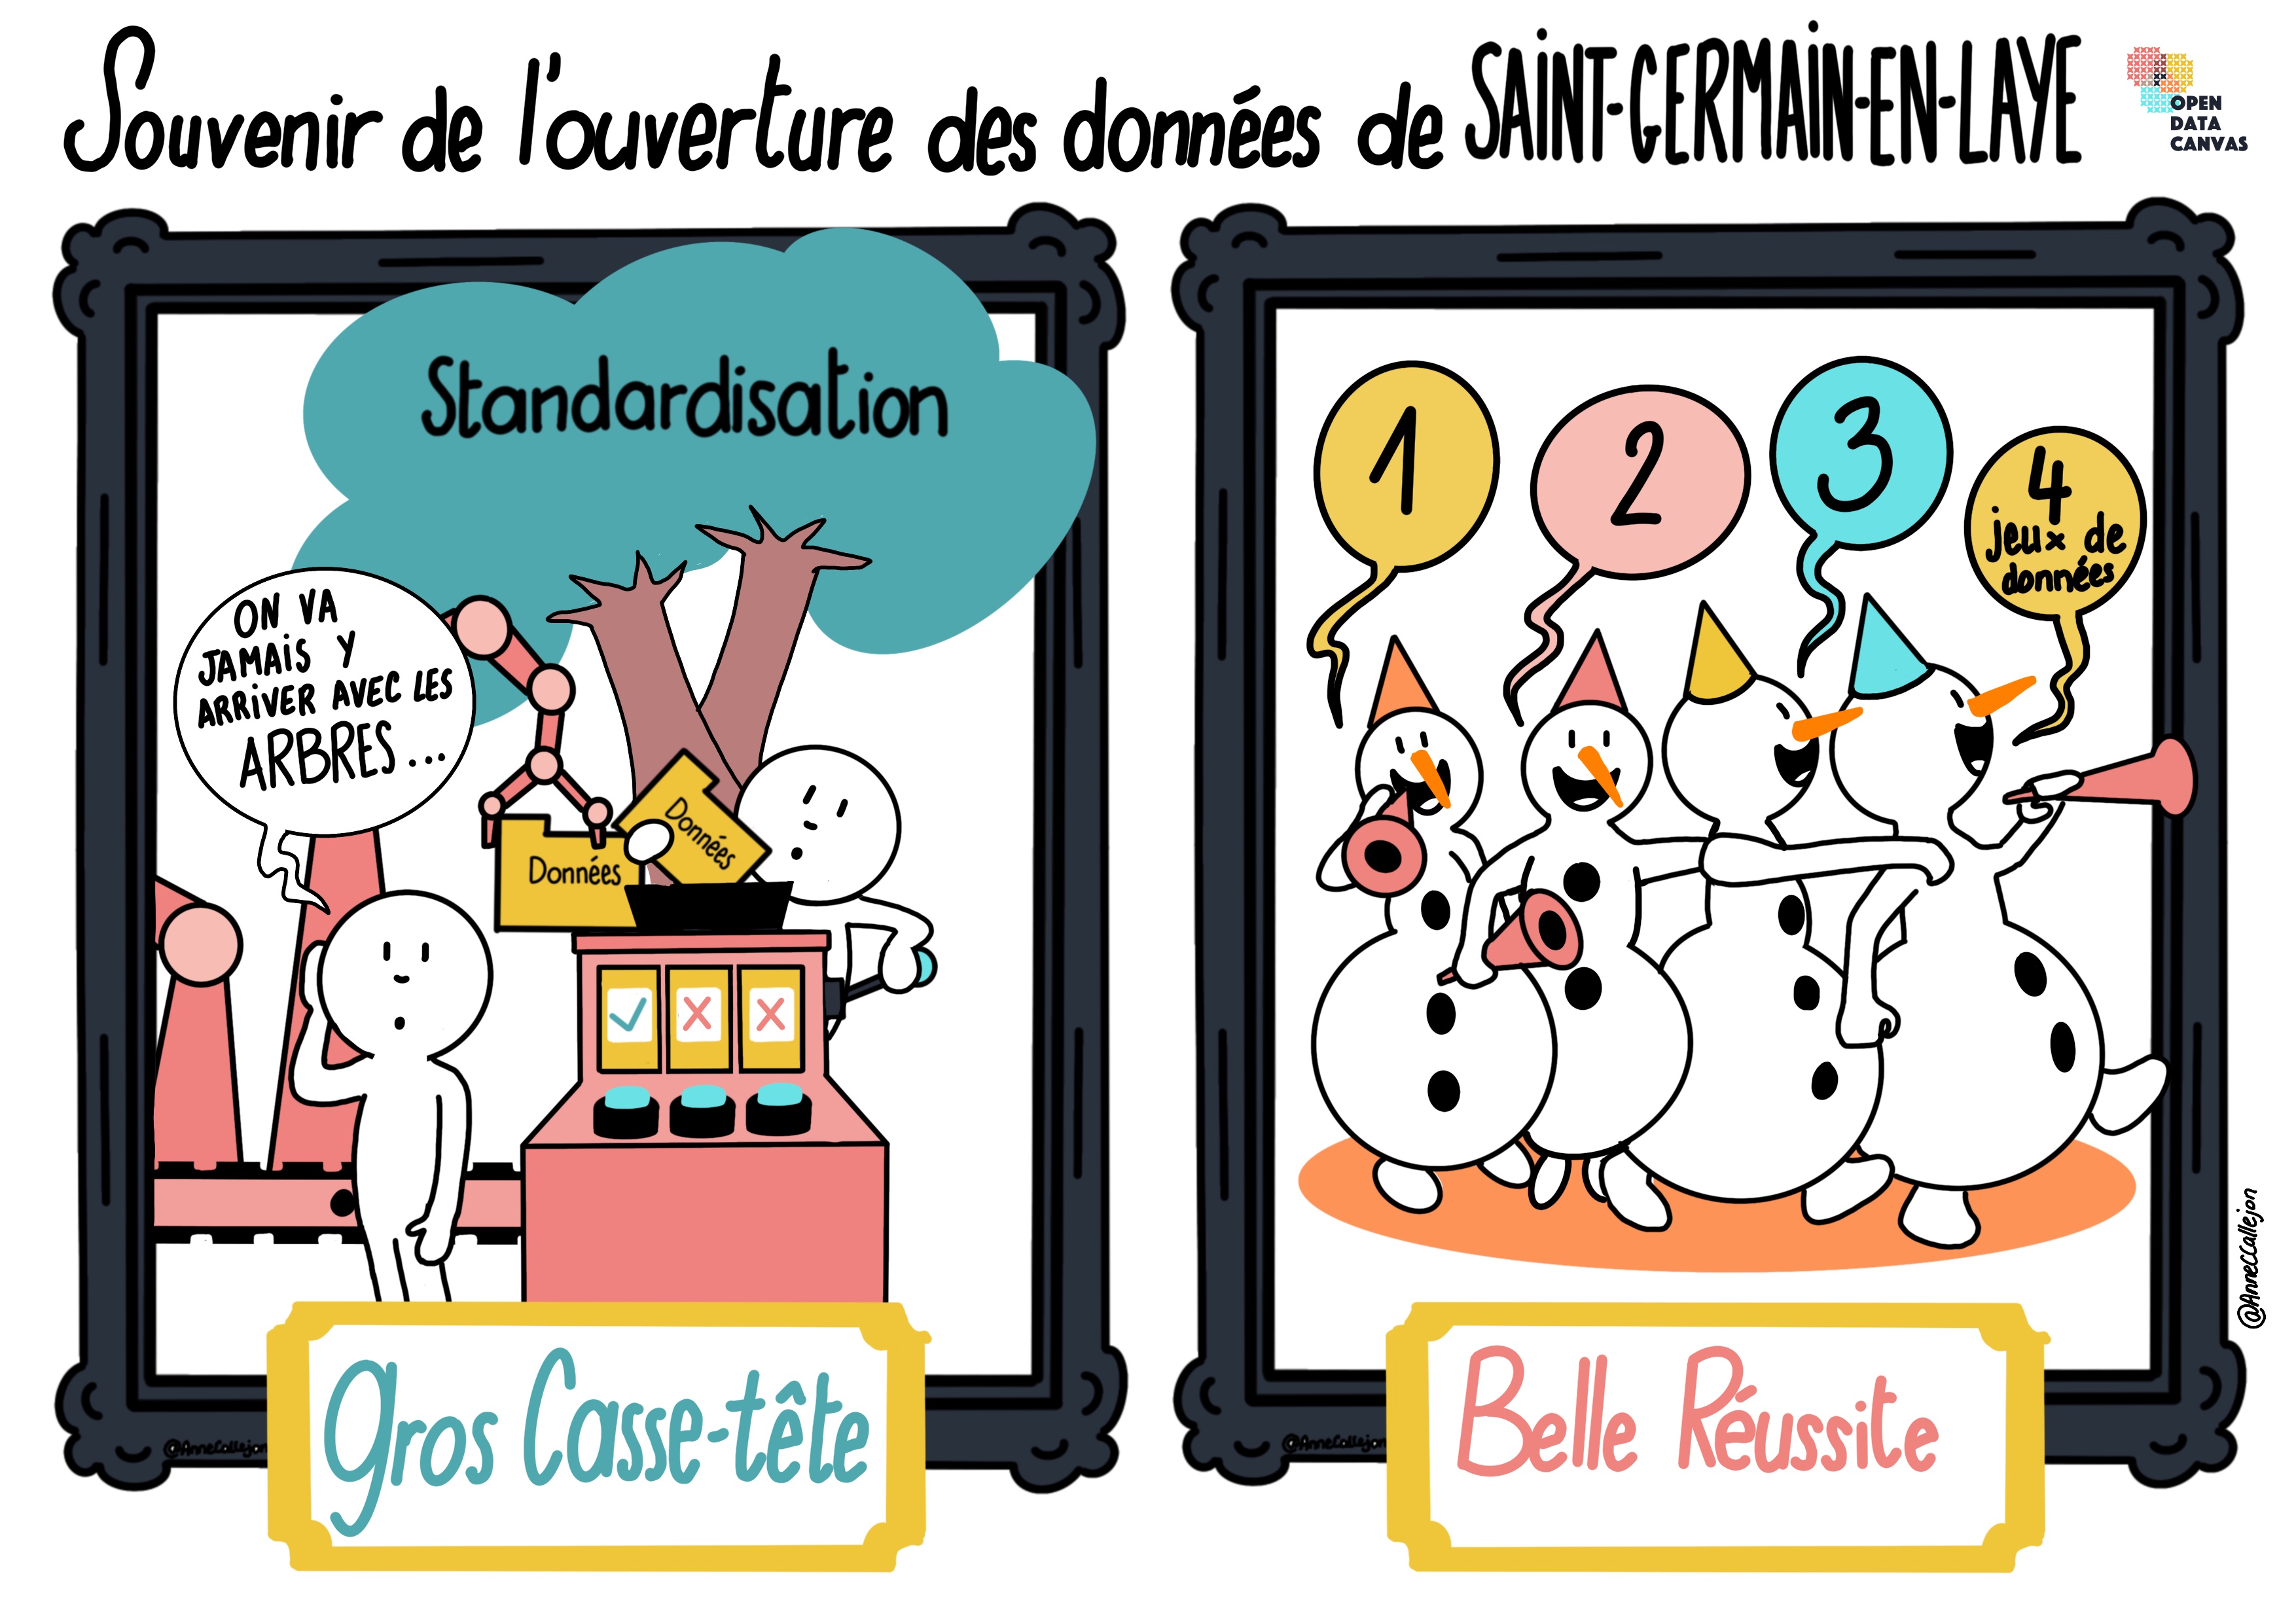 Souvenir de l'ouverture des données de SAINT-GERMAIN-EN-LAYE
OPEN
DATA
CANVAS
Standardisation
ON VA
JAMAIS Y
ARRIVER AVEC LES
ARBRES...
Données
Données
Gros Casse-tête
@AnneCallejon
1
2
3
4
jeux de
données
Belle Réussite
@AnneCallejon
@AnneCCallejon